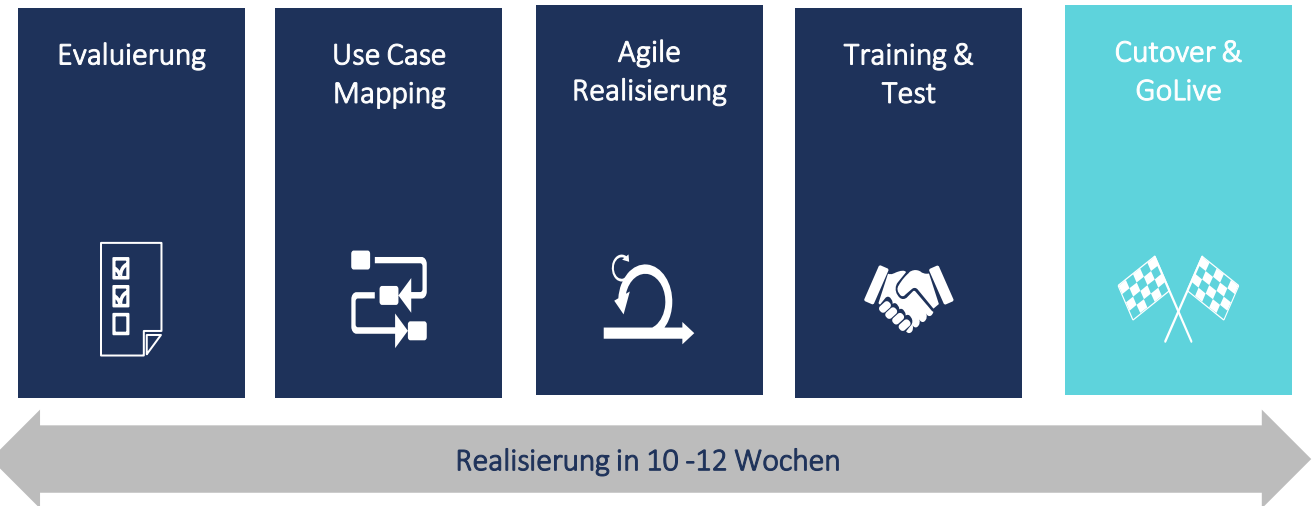 Evaluierung
Use Case
Mapping
Agile
Realisierung
Training &
Test
Cutover &
GoLive
Realisierung in 10 -12 Wochen